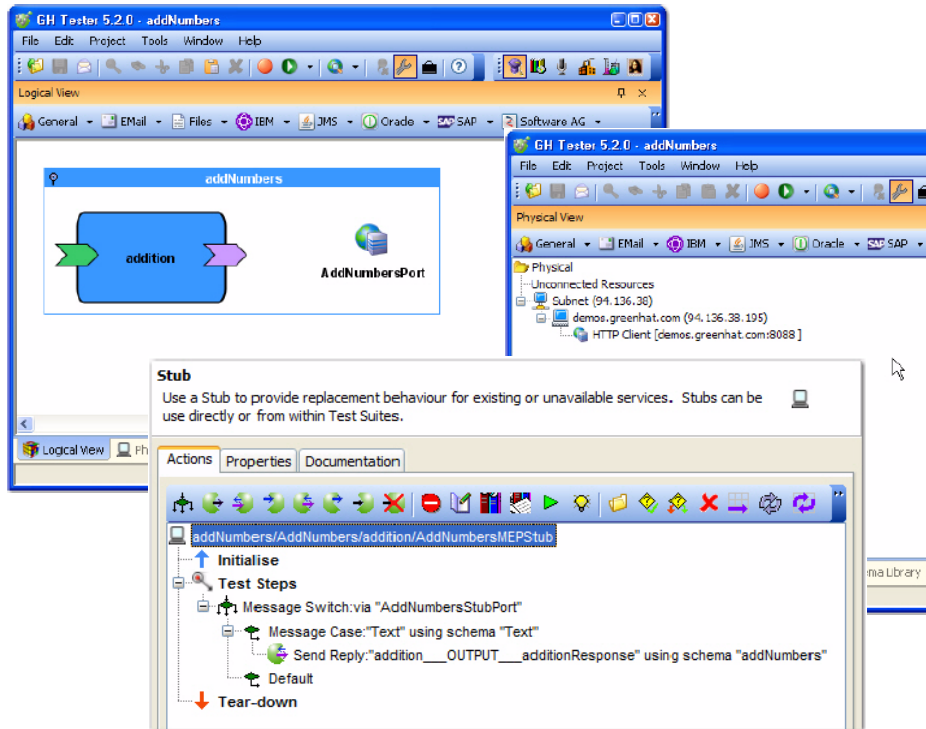 GH Tester 5.2.0 - addNumbers
File Edit Project Tools Window Help
Logical View
General EMail Files IBM JMS Oracle SAP Software AG
addNumbers
addition
AddNumbersPort
Logical View Ph
GH Tester 5.2.0 - addNumbers
File Edit Project Tools Window Help
Physical View
General EMail IBM JMS Oracle SAP
Physical
Unconnected Resources
Subnet (94.136.38)
demos.greenhat.com (94.136.38.195)
HTTP Client [demos.greenhat.com:8088 ]
ma Library
Stub
Use a Stub to provide replacement behaviour for existing or unavailable services. Stubs can be
use directly or from within Test Suites.
Actions Properties Documentation
addNumbers/AddNumbers/addition/AddNumbersMEPStub
Initialise
Test Steps
Message Switch:via "AddNumbersStubPort"
Message Case:"Text" using schema "Text"
Send Reply:"addition___OUTPUT___additionResponse" using schema "addNumbers"
Default
Tear-down